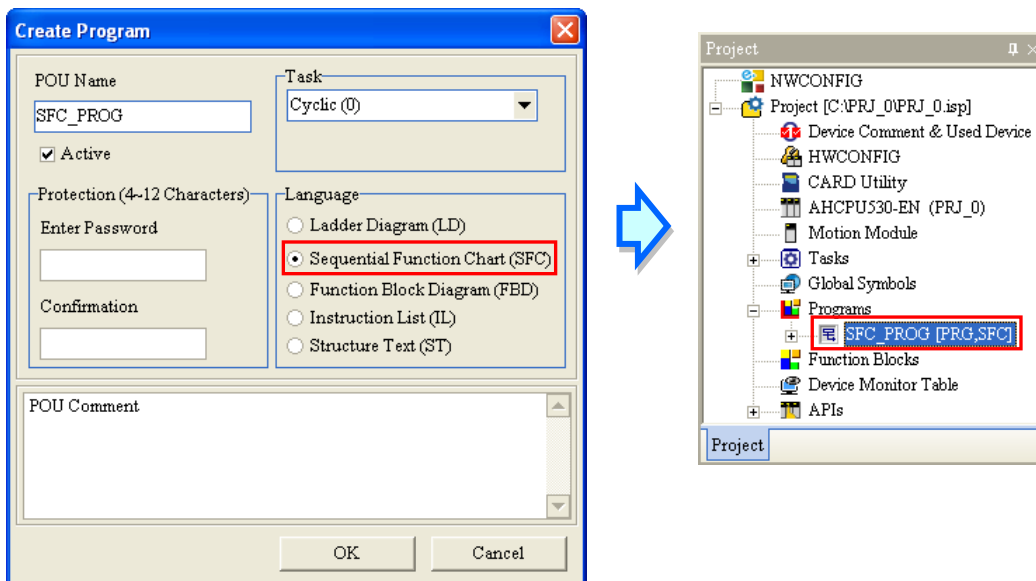 Create Program
POU Name
SFC_PROG
Active
Task
Cyclic (0)
Protection (4~12 Characters)
Enter Password
Confirmation
Language
Ladder Diagram (LD)
Sequential Function Chart (SFC)
Function Block Diagram (FBD)
Instruction List (IL)
Structure Text (ST)
POU Comment
OK
Cancel
Project
NWCONFIG
Project [C:\PRJ_0\PRJ_0.isp]
Device Comment & Used Device
HWCONFIG
CARD Utility
AHCPU530-EN (PRJ_0)
Motion Module
Tasks
Global Symbols
Programs
SFC_PROG [PRG,SFC]
Function Blocks
Device Monitor Table
APIs
Project